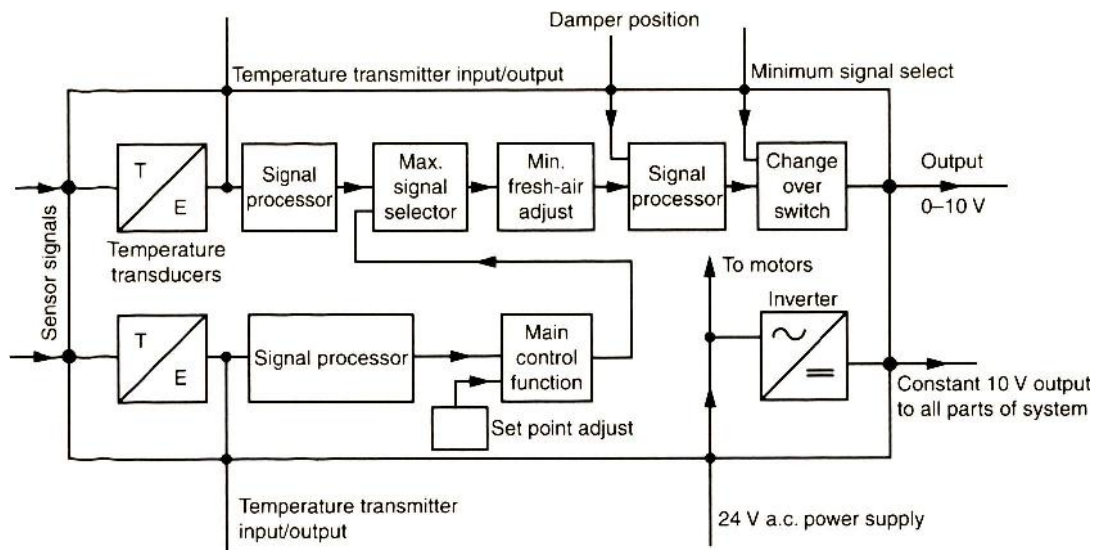 Damper position
Temperature transmitter input/output
Minimum signal select
T
E
Signal
processor
Max.
signal
selector
Min.
fresh-air
adjust
Signal
processor
Change
over
switch
Output
0–10 V
Sensor signals
Temperature
transducers
To motors
Inverter
T
E
Signal processor
Main
control
function
Set point adjust
Constant 10 V output
to all parts of system
Temperature transmitter
input/output
24 V a.c. power supply